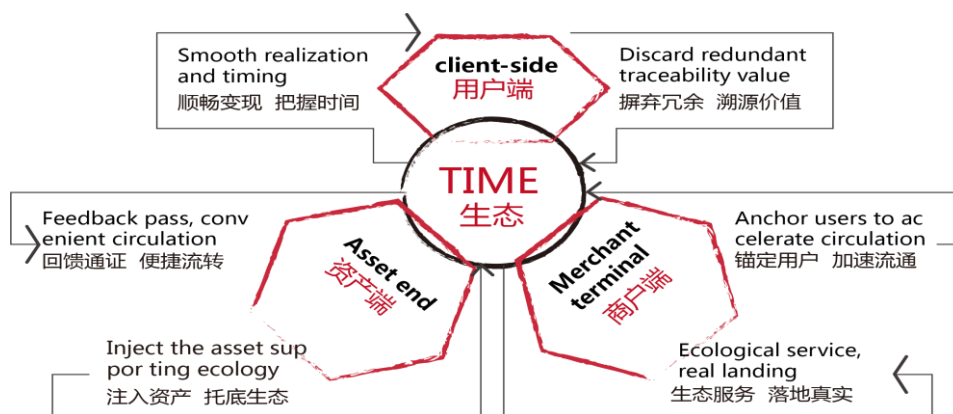 Smooth realization
and timing
顺畅变现 把握时间
client-side
用户端
Discard redundant
traceability value
摒弃冗余 溯源价值
TIME
生态
Feedback pass, conv
enient circulation
回馈通证 便捷流转
Asset end
资产端
Merchant
terminal
商户端
Anchor users to ac
celerate circulation
锚定用户 加速流通
Inject the asset sup
por ting ecology
注入资产 托底生态
Ecological service,
real landing
生态服务 落地真实